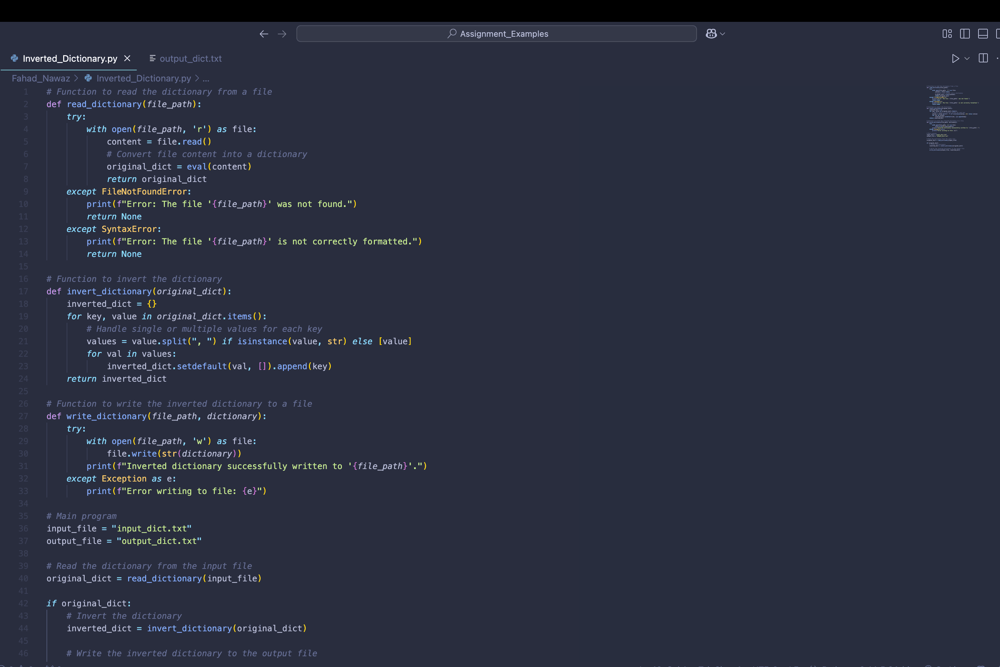 Assignment_Examples
Inverted_Dictionary.py
output_dict.txt
Fahad_Nawaz > Inverted_Dictionary.py > ...
1 # Function to read the dictionary from a file
2 def read_dictionary(file_path):
3     try:
4         with open(file_path, 'r') as file:
5             content = file.read()
6             # Convert file content into a dictionary
7             original_dict = eval(content)
8             return original_dict
9     except FileNotFoundError:
10         print(f"Error: The file '{file_path}' was not found.")
11         return None
12     except SyntaxError:
13         print(f"Error: The file '{file_path}' is not correctly formatted.")
14         return None
15
16 # Function to invert the dictionary
17 def invert_dictionary(original_dict):
18     inverted_dict = {}
19     for key, value in original_dict.items():
20         # Handle single or multiple values for each key
21         values = value.split(", ") if isinstance(value, str) else [value]
22         for val in values:
23             inverted_dict.setdefault(val, []).append(key)
24     return inverted_dict
25
26 # Function to write the inverted dictionary to a file
27 def write_dictionary(file_path, dictionary):
28     try:
29         with open(file_path, 'w') as file:
30             file.write(str(dictionary))
31         print(f"Inverted dictionary successfully written to '{file_path}'.")
32     except Exception as e:
33         print(f"Error writing to file: {e}")
34
35 # Main program
36 input_file = "input_dict.txt"
37 output_file = "output_dict.txt"
38
39 # Read the dictionary from the input file
40 original_dict = read_dictionary(input_file)
41
42 if original_dict:
43     # Invert the dictionary
44     inverted_dict = invert_dictionary(original_dict)
45
46     # Write the inverted dictionary to the output file